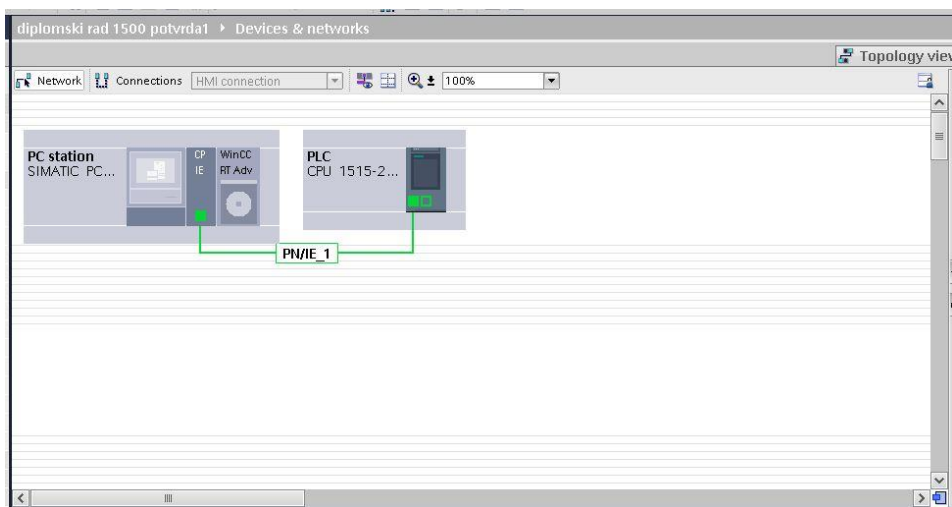 diplomski rad 1500 potvrda1 ▸ Devices & networks
Topology view
Network Connections HMI connection 100%
PC station
SIMATIC PC...
CP
IE
WinCC
RT Adv
PLC
CPU 1515-2...
PN/IE_1